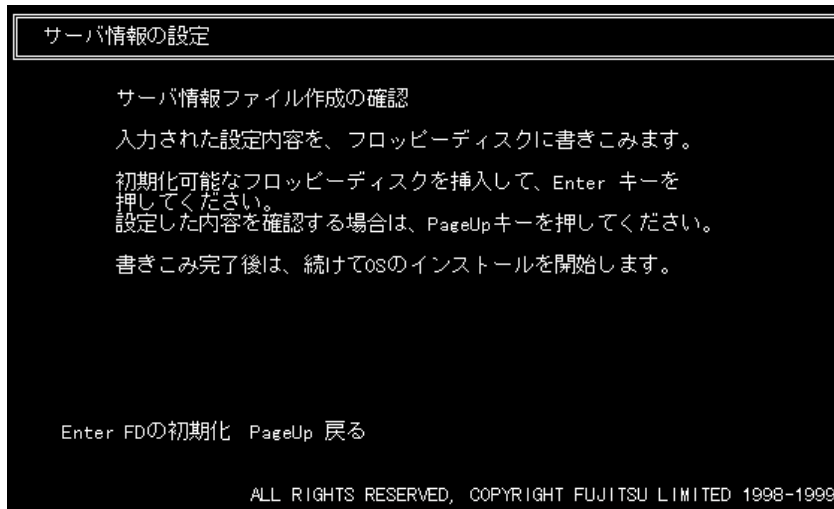 サーバ情報の設定
サーバ情報ファイル作成の確認
入力された設定内容を、フロッピーディスクに書きこみます。
初期化可能なフロッピーディスクを挿入して、Enter キーを
押してください。
設定した内容を確認する場合は、PageUpキーを押してください。
書きこみ完了後は、続けてOSのインストールを開始します。
Enter FDの初期化 PageUp 戻る
ALL RIGHTS RESERVED, COPYRIGHT FUJITSU LIMITED 1998-1999